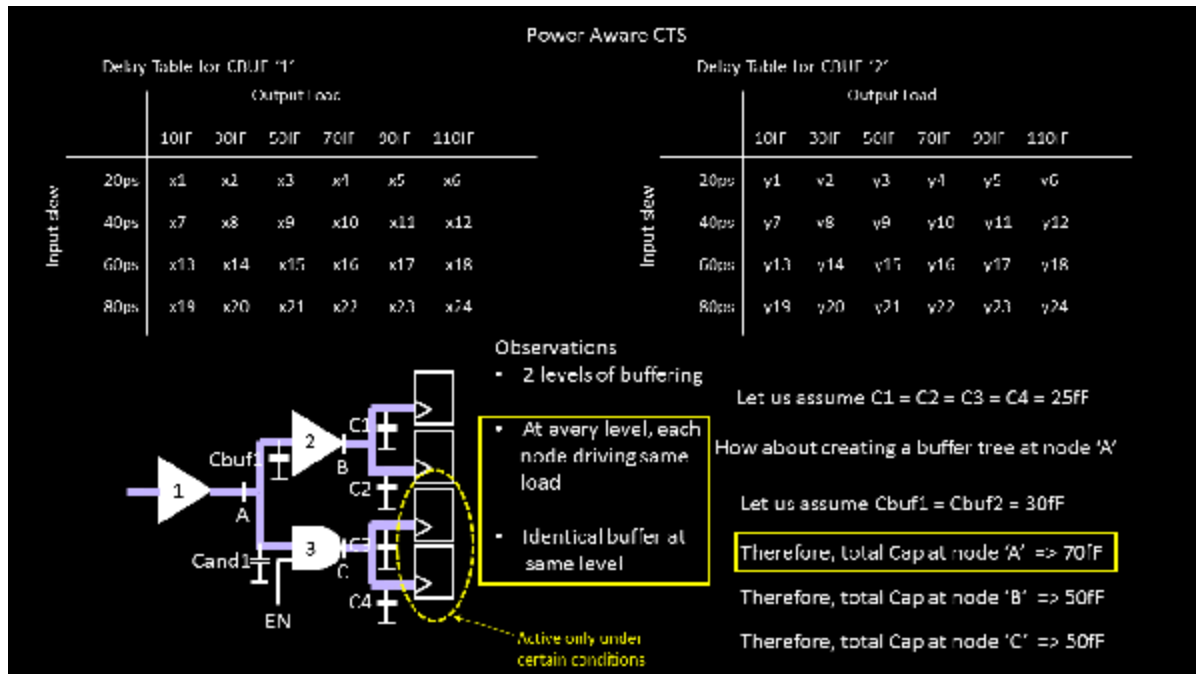 Power Aware CTS
Delay Table for CBUF '1'
Output Load
10fF 30fF 50fF 70fF 90fF 110fF
Input slew
20ps x1 x2 x3 x4 x5 x6
40ps x7 x8 x9 x10 x11 x12
60ps x13 x14 x15 x16 x17 x18
80ps x19 x20 x21 x22 x23 x24
Delay Table for CBUF '2'
Output Load
10fF 30fF 50fF 70fF 90fF 110fF
Input slew
20ps y1 y2 y3 y4 y5 y6
40ps y7 y8 y9 y10 y11 y12
60ps y13 y14 y15 y16 y17 y18
80ps y19 y20 y21 y22 y23 y24
1
A
Cbuf1
2
B
C1
C2
Cand1
3
C
C3
C4
EN
Active only under
certain conditions
Observations
• 2 levels of buffering
• At every level, each
node driving same
load
• Identical buffer at
same level
Let us assume C1 = C2 = C3 = C4 = 25fF
How about creating a buffer tree at node 'A'
Let us assume Cbuf1 = Cbuf2 = 30fF
Therefore, total Cap at node 'A' => 70fF
Therefore, total Cap at node 'B' => 50fF
Therefore, total Cap at node 'C' => 50fF